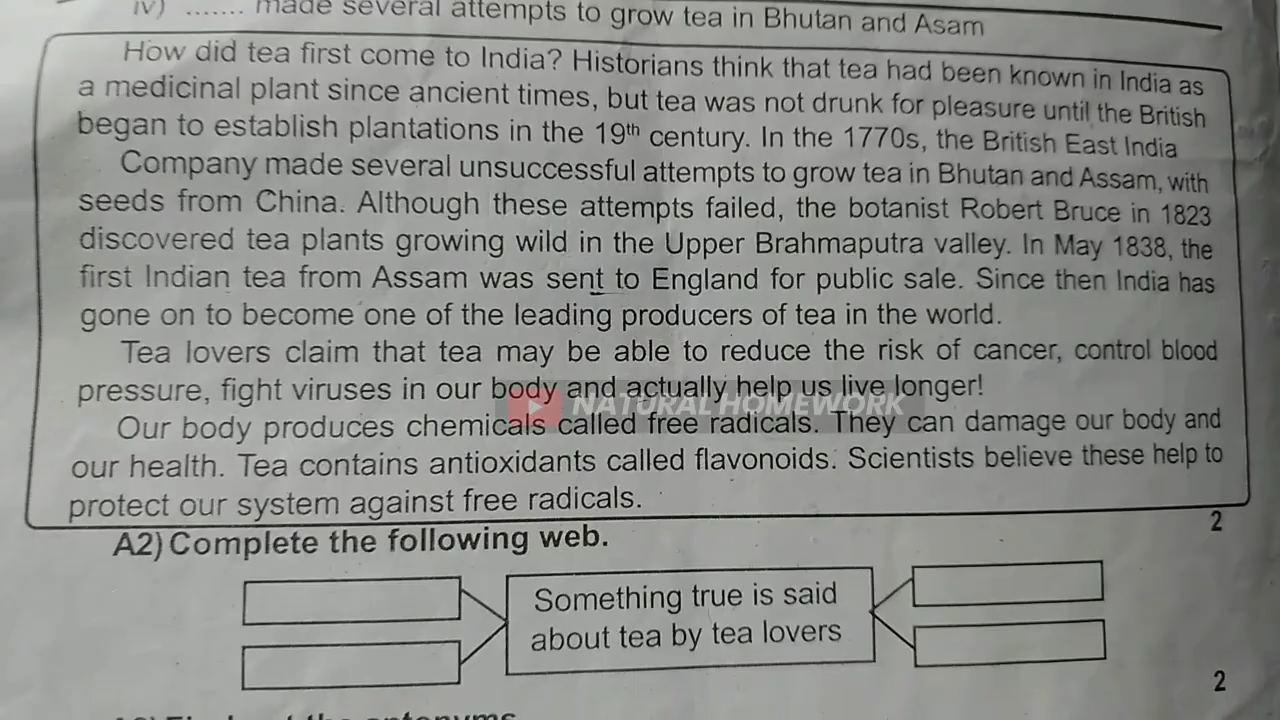 iv) ....... made several attempts to grow tea in Bhutan and Asam
How did tea first come to India? Historians think that tea had been known in India as
a medicinal plant since ancient times, but tea was not drunk for pleasure until the British
began to establish plantations in the 19th century. In the 1770s, the British East India
Company made several unsuccessful attempts to grow tea in Bhutan and Assam, with
seeds from China. Although these attempts failed, the botanist Robert Bruce in 1823
discovered tea plants growing wild in the Upper Brahmaputra valley. In May 1838, the
first Indian tea from Assam was sent to England for public sale. Since then India has
gone on to become one of the leading producers of tea in the world.
Tea lovers claim that tea may be able to reduce the risk of cancer, control blood
pressure, fight viruses in our body and actually help us live longer!
NATURAL HOMEWORK
Our body produces chemicals called free radicals. They can damage our body and
our health. Tea contains antioxidants called flavonoids. Scientists believe these help to
protect our system against free radicals.
2
A2) Complete the following web.
Something true is said
about tea by tea lovers
2
the antonyms